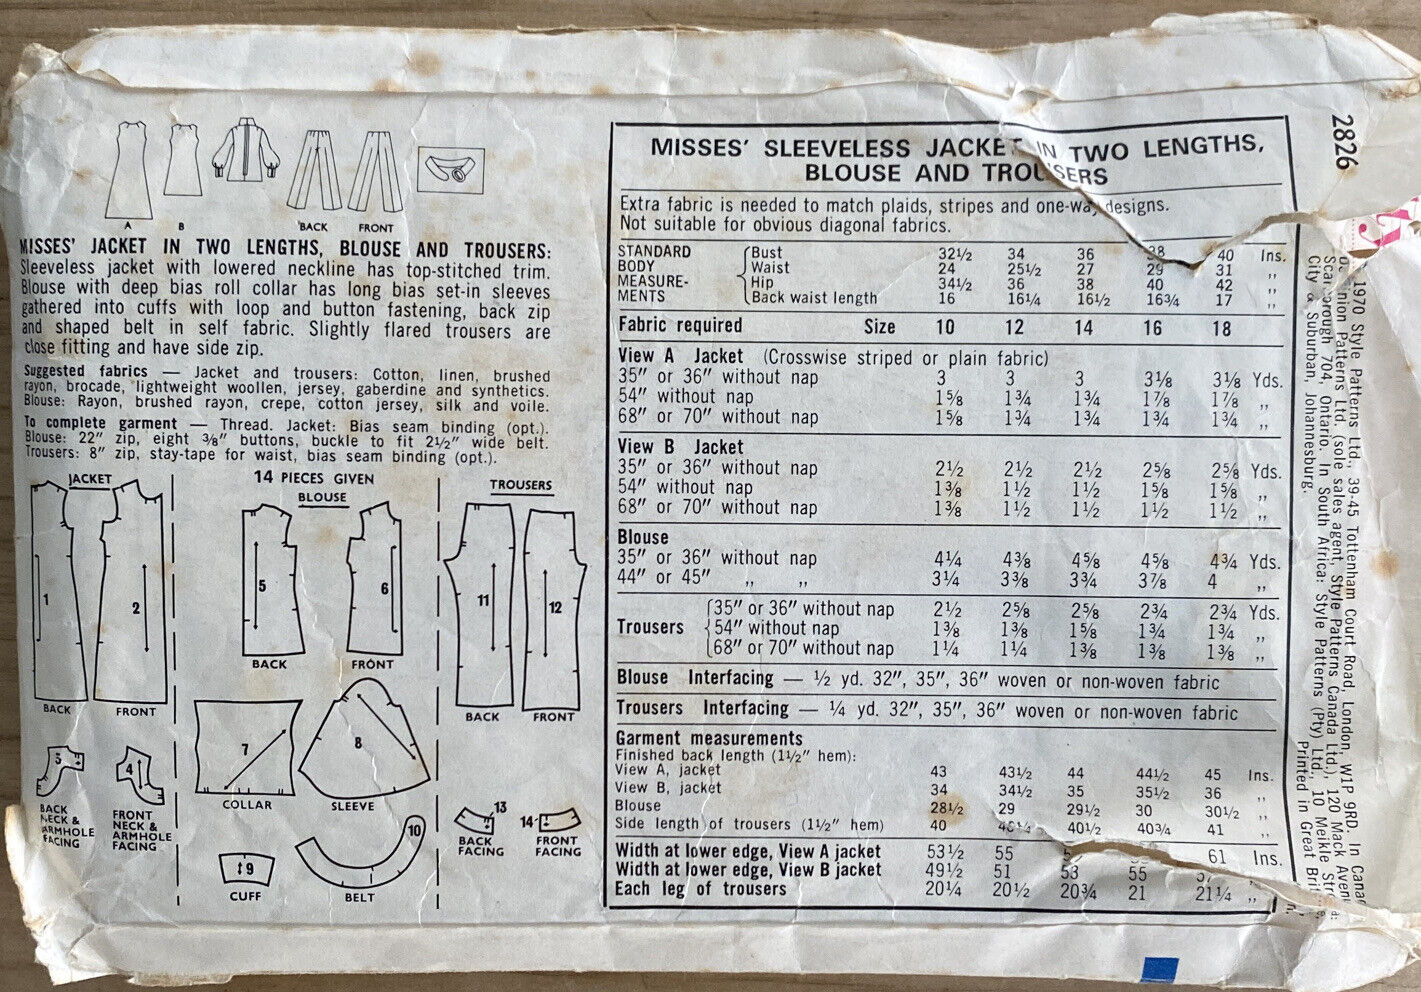 A
B
BACK
FRONT
MISSES' JACKET IN TWO LENGTHS, BLOUSE AND TROUSERS:
Sleeveless jacket with lowered neckline has top-stitched trim.
Blouse with deep bias roll collar has long bias set-in sleeves
gathered into cuffs with loop and button fastening, back zip
and shaped belt in self fabric. Slightly flared trousers are
close fitting and have side zip.
Suggested fabrics — Jacket and trousers: Cotton, linen, brushed
rayon, brocade, lightweight woollen, jersey, gaberdine and synthetics.
Blouse: Rayon, brushed rayon, crepe, cotton jersey, silk and voile.
To complete garment — Thread. Jacket: Bias seam binding (opt.).
Blouse: 22″ zip, eight 3/8″ buttons, buckle to fit 2½″ wide belt.
Trousers: 8″ zip, stay-tape for waist, bias seam binding (opt.).
14 PIECES GIVEN
JACKET
BLOUSE
TROUSERS
1
2
5
6
11
12
BACK
FRONT
BACK
FRONT
BACK
FRONT
7
8
COLLAR
SLEEVE
4
BACK
NECK &
ARMHOLE
FACING
FRONT
NECK &
ARMHOLE
FACING
9
CUFF
10
BELT
13
BACK
FACING
14
FRONT
FACING
MISSES' SLEEVELESS JACKET IN TWO LENGTHS,
BLOUSE AND TROUSERS
Extra fabric is needed to match plaids, stripes and one-way designs.
Not suitable for obvious diagonal fabrics.
STANDARD BODY MEASURE-MENTS
Bust 32½ 34 36 38 40 Ins.
Waist 24 25½ 27 29 31 ,,
Hip 34½ 36 38 40 42 ,,
Back waist length 16 16¼ 16½ 16¾ 17 ,,
Fabric required Size 10 12 14 16 18
View A Jacket (Crosswise striped or plain fabric)
35″ or 36″ without nap 3 3 3 3⅛ 3⅛ Yds.
54″ without nap 1⅝ 1¾ 1¾ 1⅞ 1⅞ ,,
68″ or 70″ without nap 1⅝ 1¾ 1¾ 1¾ 1¾ ,,
View B Jacket
35″ or 36″ without nap 2½ 2½ 2½ 2⅝ 2⅝ Yds.
54″ without nap 1⅜ 1½ 1½ 1⅝ 1⅝ ,,
68″ or 70″ without nap 1⅜ 1½ 1½ 1½ 1½ ,,
Blouse
35″ or 36″ without nap 4¼ 4⅜ 4⅝ 4⅝ 4¾ Yds.
44″ or 45″ ,, ,, 3¼ 3⅜ 3¾ 3⅞ 4 ,,
Trousers
35″ or 36″ without nap 2½ 2⅝ 2⅝ 2¾ 2¾ Yds.
54″ without nap 1⅜ 1⅜ 1⅝ 1¾ 1¾ ,,
68″ or 70″ without nap 1¼ 1¼ 1⅜ 1⅜ 1⅜ ,,
Blouse Interfacing — ½ yd. 32″, 35″, 36″ woven or non-woven fabric
Trousers Interfacing — ¼ yd. 32″, 35″, 36″ woven or non-woven fabric
Garment measurements
Finished back length (1½″ hem):
View A, jacket 43 43½ 44 44½ 45 Ins.
View B, jacket 34 34½ 35 35½ 36 ,,
Blouse 28½ 29 29½ 30 30½ ,,
Side length of trousers (1½″ hem) 40 40½ 40¾ 41 ,,
Width at lower edge, View A jacket 53½ 55 61 Ins.
Width at lower edge, View B jacket 49½ 51 53 55
Each leg of trousers 20¼ 20½ 20¾ 21 21¼ ,,
2826
1970 Style Patterns Ltd., 39-45 Tottenham Court Road, London, W1P 9RD. In
Patterns Ltd. (sole sales agent, Style Patterns Canada Ltd.), 120 Mack
704, Ontario. In South Africa: Style Patterns (Pty) Ltd., 10 Meikle
City & Suburban, Johannesburg.
Printed in Great